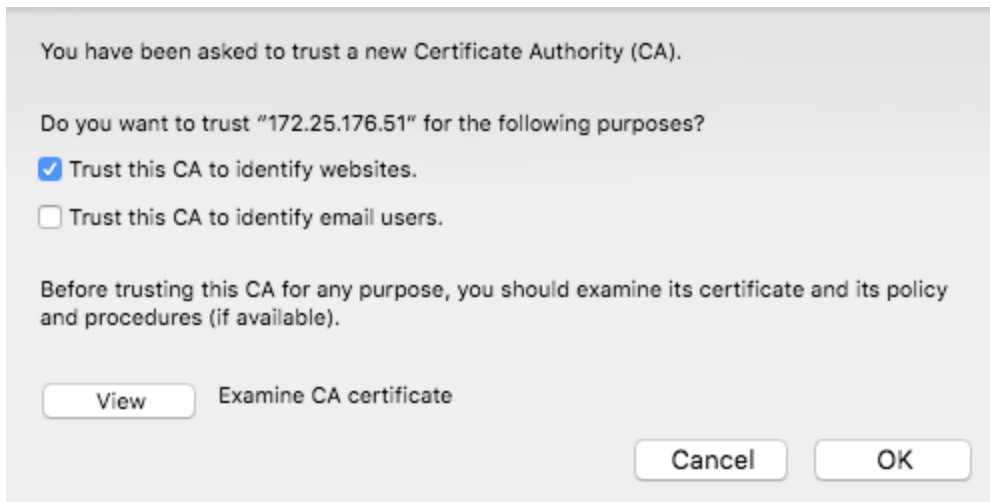 You have been asked to trust a new Certificate Authority (CA).
Do you want to trust “172.25.176.51” for the following purposes?
Trust this CA to identify websites.
Trust this CA to identify email users.
Before trusting this CA for any purpose, you should examine its certificate and its policy
and procedures (if available).
View Examine CA certificate
Cancel OK